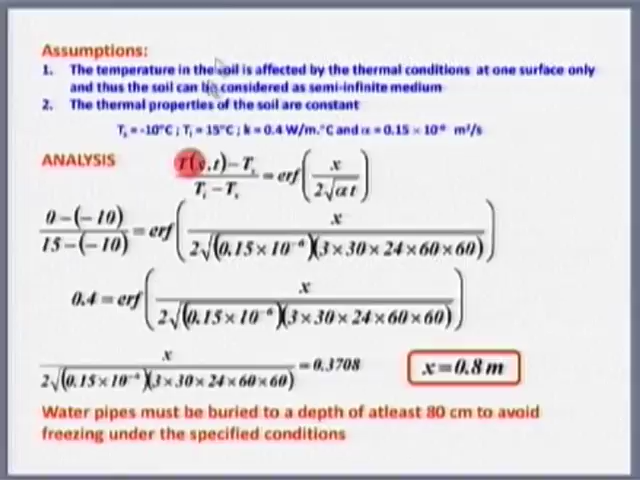 Assumptions:
1. The temperature in the soil is affected by the thermal conditions at one surface only
and thus the soil can be considered as semi-infinite medium
2. The thermal properties of the soil are constant
Tₛ = -10°C ; Tᵢ = 15°C ; k = 0.4 W/m.°C and α = 0.15 × 10⁻⁶ m²/s
ANALYSIS (T(x,t) − Tₛ)/(Tᵢ − Tₛ) = erf(x/(2√(α t)))
(0 − (−10))/(15 − (−10)) = erf(x/(2√((0.15×10⁻⁶)(3×30×24×60×60))))
0.4 = erf(x/(2√((0.15×10⁻⁶)(3×30×24×60×60))))
x/(2√((0.15×10⁻⁶)(3×30×24×60×60))) = 0.3708 x = 0.8 m
Water pipes must be buried to a depth of atleast 80 cm to avoid
freezing under the specified conditions